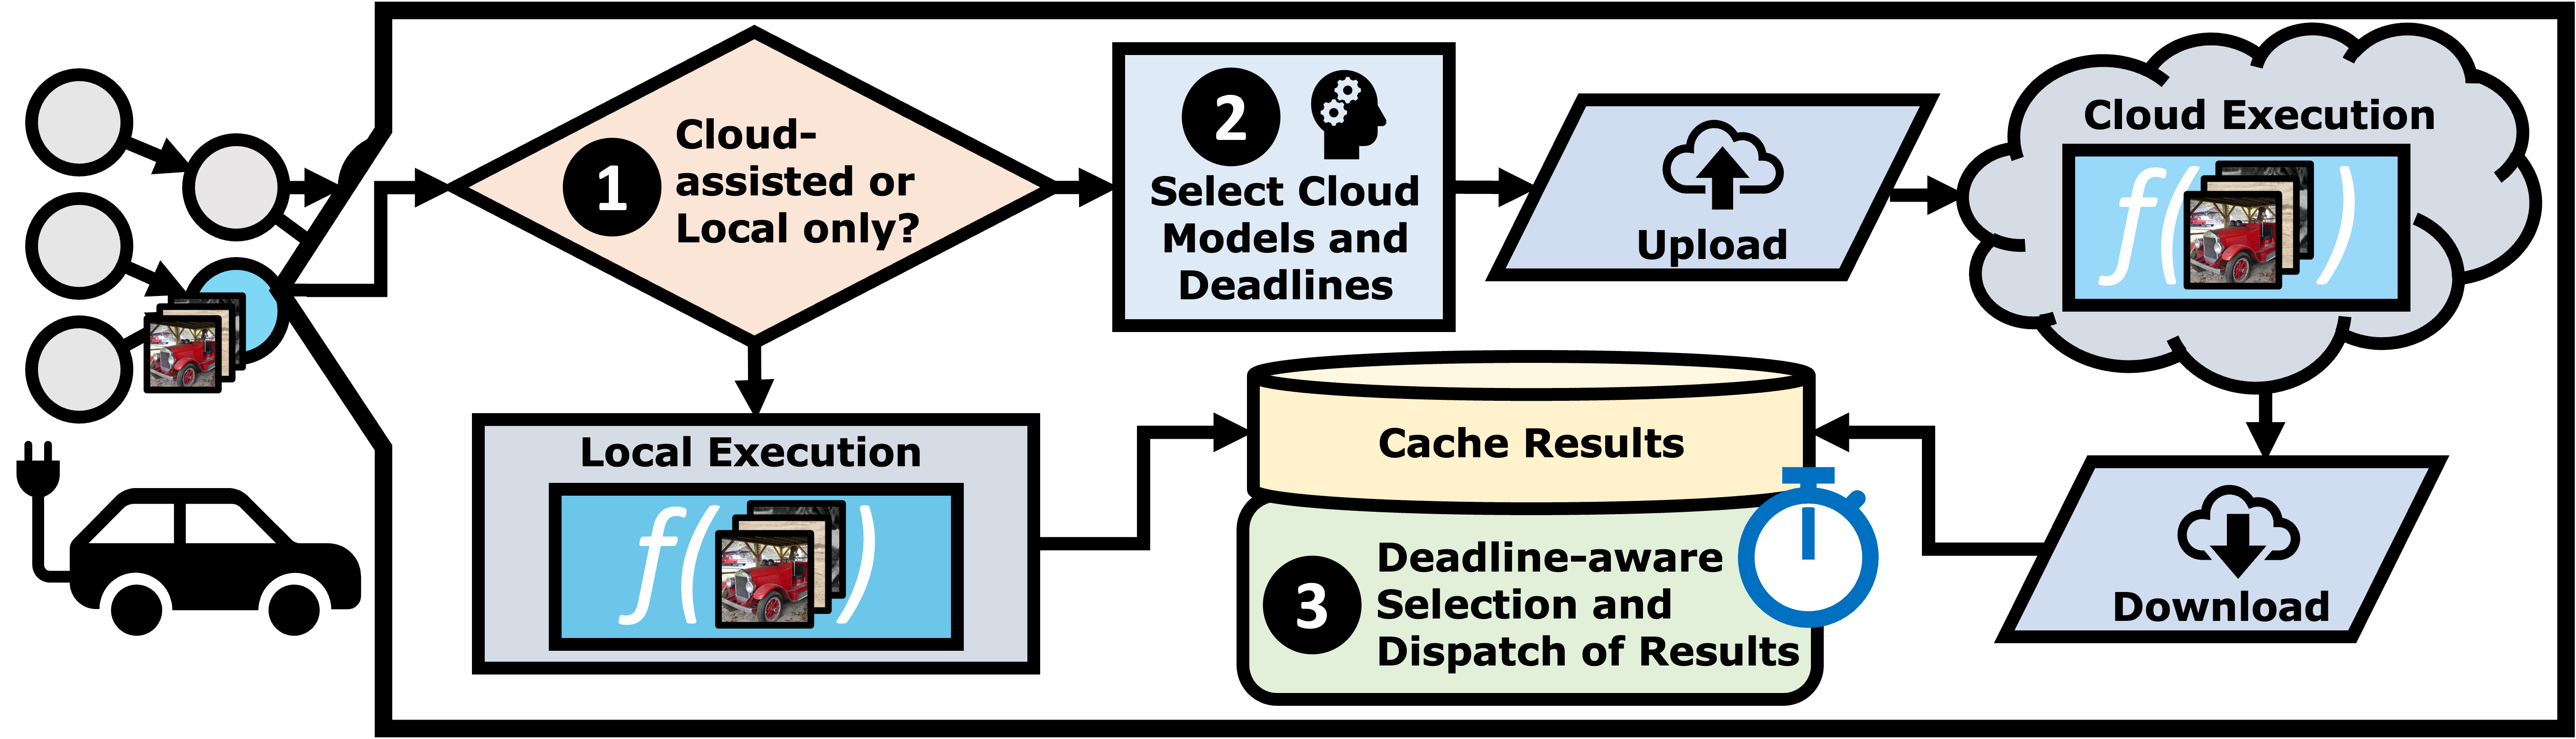 1
Cloud-
assisted or
Local only?
2
Select Cloud
Models and
Deadlines
Upload
Cloud Execution
f( )
Local Execution
f( )
Cache Results
3
Deadline-aware
Selection and
Dispatch of Results
Download